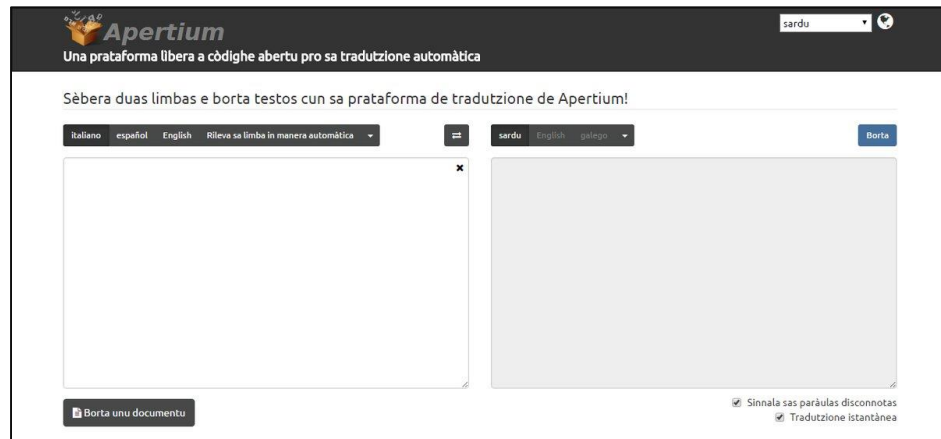 Apertium
sardu
Una prataforma lìbera a còdighe abertu pro sa tradutzione automàtica
Sèbera duas limbas e borta testos cun sa prataforma de tradutzione de Apertium!
italiano español English Rileva sa limba in manera automàtica
sardu English galego
Borta
Borta unu documentu
Sinnala sas paràulas disconnotas
Tradutzione istantànea